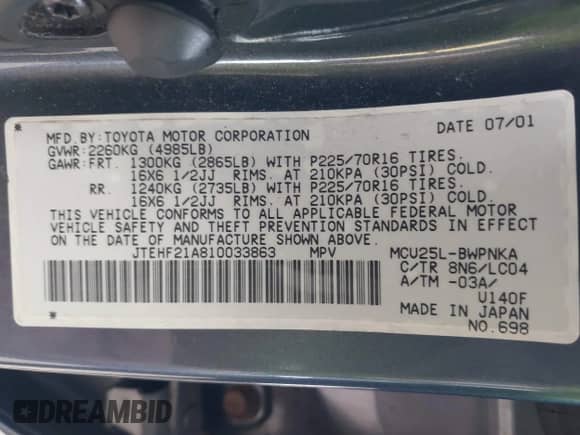 MFD.BY:TOYOTA MOTOR CORPORATION DATE 07/01
GVWR:2260KG (4985LB)
GAWR:FRT. 1300KG (2865LB) WITH P225/70R16 TIRES.
16X6 1/2JJ RIMS. AT 210KPA (30PSI) COLD.
RR. 1240KG (2735LB) WITH P225/70R16 TIRES.
16X6 1/2JJ RIMS. AT 210KPA (30PSI) COLD.
THIS VEHICLE CONFORMS TO ALL APPLICABLE FEDERAL MOTOR
VEHICLE SAFETY AND THEFT PREVENTION STANDARDS IN EFFECT
ON THE DATE OF MANUFACTURE SHOWN ABOVE.
JTEHF21A810033863 MPV MCU25L-BWPNKA
C/TR 8N6/LC04
A/TM -03A/
U140F
MADE IN JAPAN
NO.698
DREAMBID